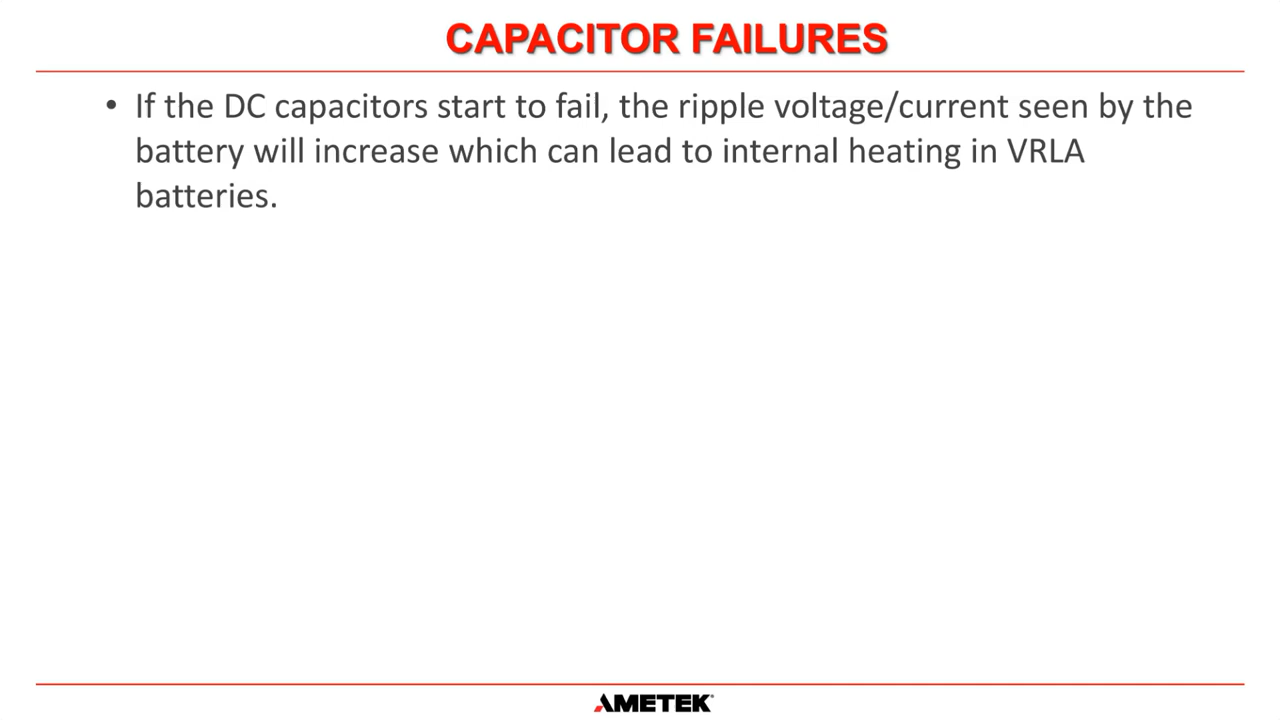 CAPACITOR FAILURES
• If the DC capacitors start to fail, the ripple voltage/current seen by the
battery will increase which can lead to internal heating in VRLA
batteries.
AMETEK®